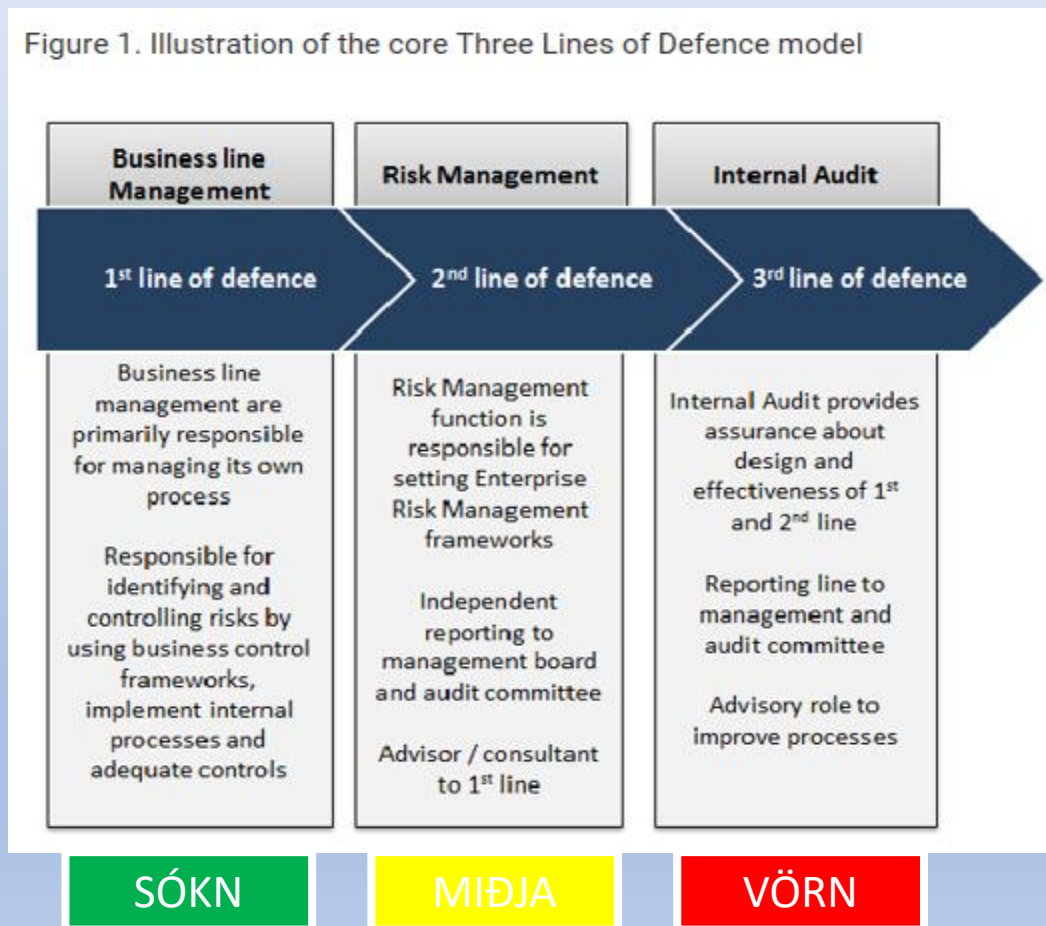 Figure 1. Illustration of the core Three Lines of Defence model
Business line
Management
1st line of defence
Business line
management are
primarily responsible
for managing its own
process
Responsible for
identifying and
controlling risks by
using business control
frameworks,
implement internal
processes and
adequate controls
SÓKN
Risk Management
2nd line of defence
Risk Management
function is
responsible for
setting Enterprise
Risk Management
frameworks
Independent
reporting to
management board
and audit committee
Advisor / consultant
to 1st line
MIÐJA
Internal Audit
3rd line of defence
Internal Audit provides
assurance about
design and
effectiveness of 1st
and 2nd line
Reporting line to
management and
audit committee
Advisory role to
improve processes
VÖRN